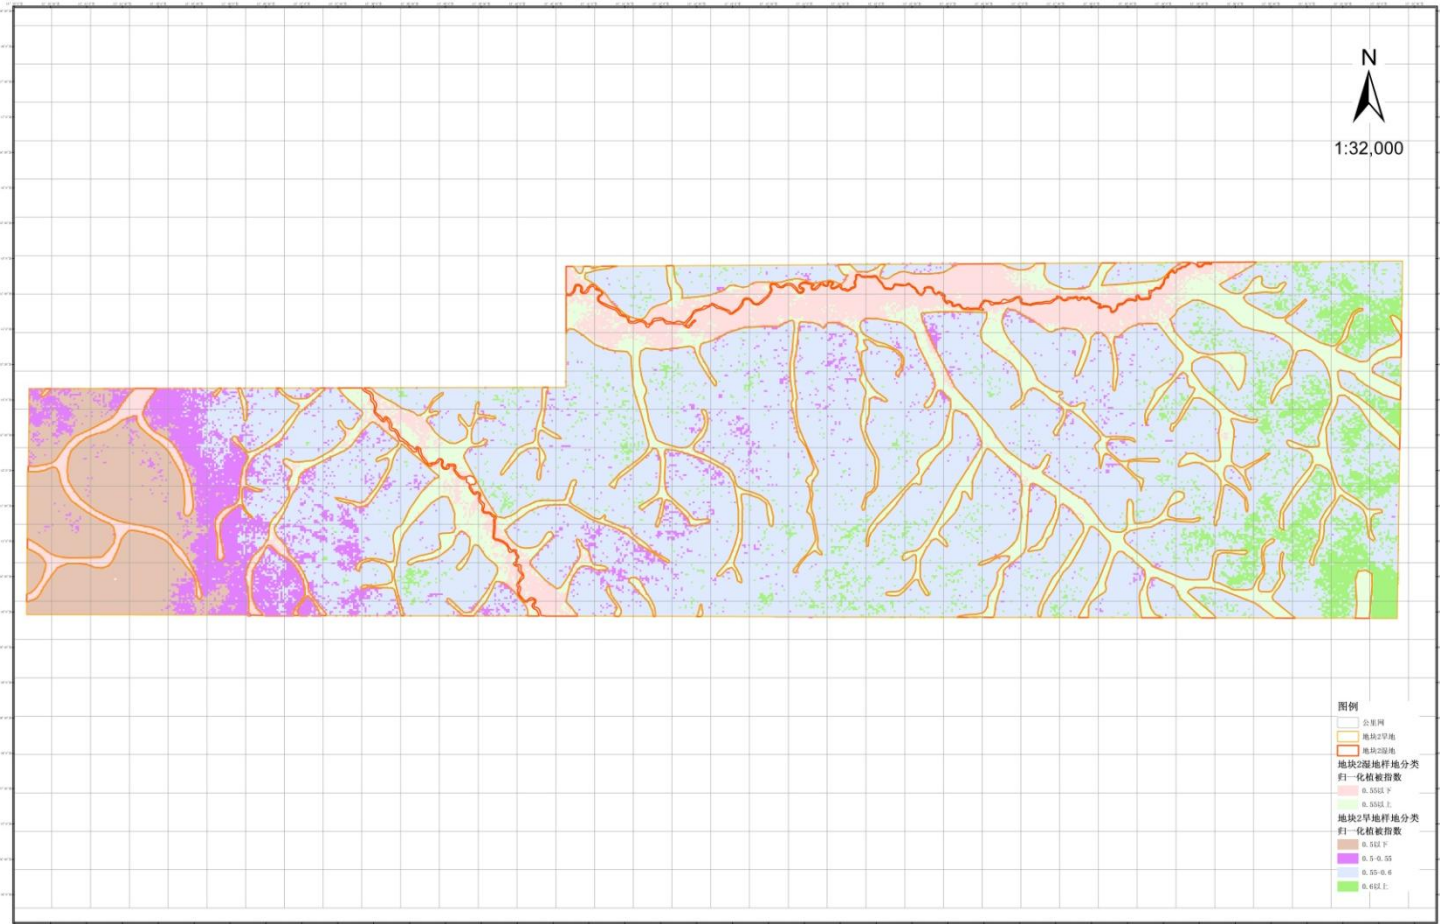 N
1:32,000
图例
公里网
地块2旱地
地块2湿地
地块2湿地样地分类
归一化植被指数
0.55以下
0.55以上
地块2旱地样地分类
归一化植被指数
0.5以下
0.5-0.55
0.55-0.6
0.6以上